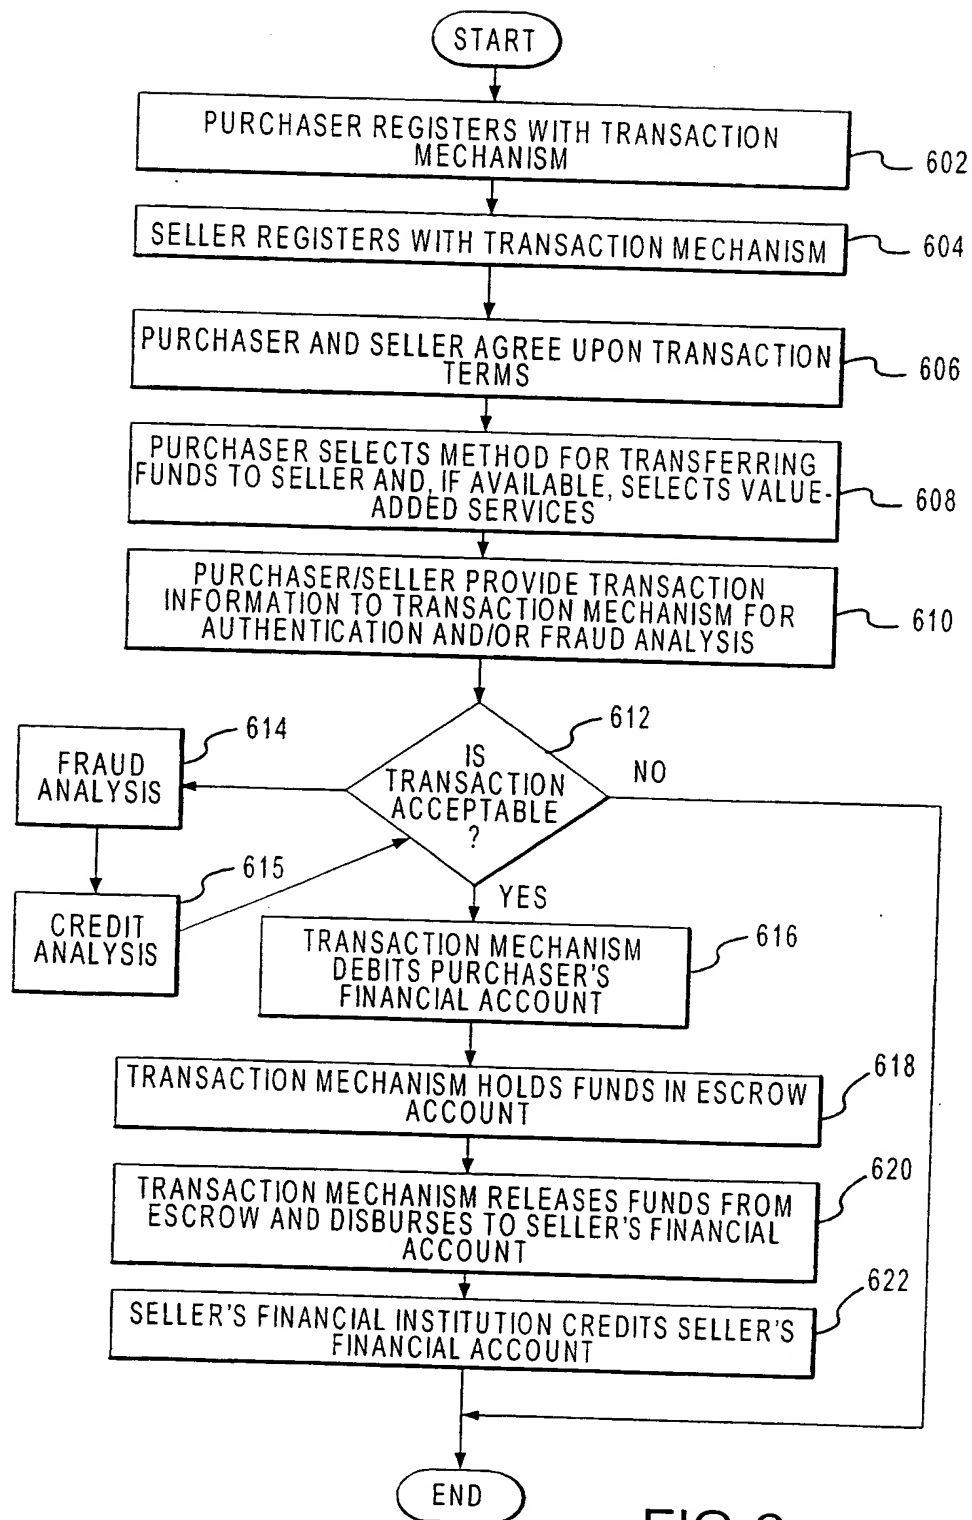 START
PURCHASER REGISTERS WITH TRANSACTION
MECHANISM
602
SELLER REGISTERS WITH TRANSACTION MECHANISM
604
PURCHASER AND SELLER AGREE UPON TRANSACTION
TERMS
606
PURCHASER SELECTS METHOD FOR TRANSFERRING
FUNDS TO SELLER AND, IF AVAILABLE, SELECTS VALUE-
ADDED SERVICES
608
PURCHASER/SELLER PROVIDE TRANSACTION
INFORMATION TO TRANSACTION MECHANISM FOR
AUTHENTICATION AND/OR FRAUD ANALYSIS
610
612
IS
TRANSACTION
ACCEPTABLE
?
NO
614
FRAUD
ANALYSIS
615
CREDIT
ANALYSIS
YES
TRANSACTION MECHANISM
DEBITS PURCHASER'S
FINANCIAL ACCOUNT
616
TRANSACTION MECHANISM HOLDS FUNDS IN ESCROW
ACCOUNT
618
TRANSACTION MECHANISM RELEASES FUNDS FROM
ESCROW AND DISBURSES TO SELLER'S FINANCIAL
ACCOUNT
620
SELLER'S FINANCIAL INSTITUTION CREDITS SELLER'S
FINANCIAL ACCOUNT
622
END